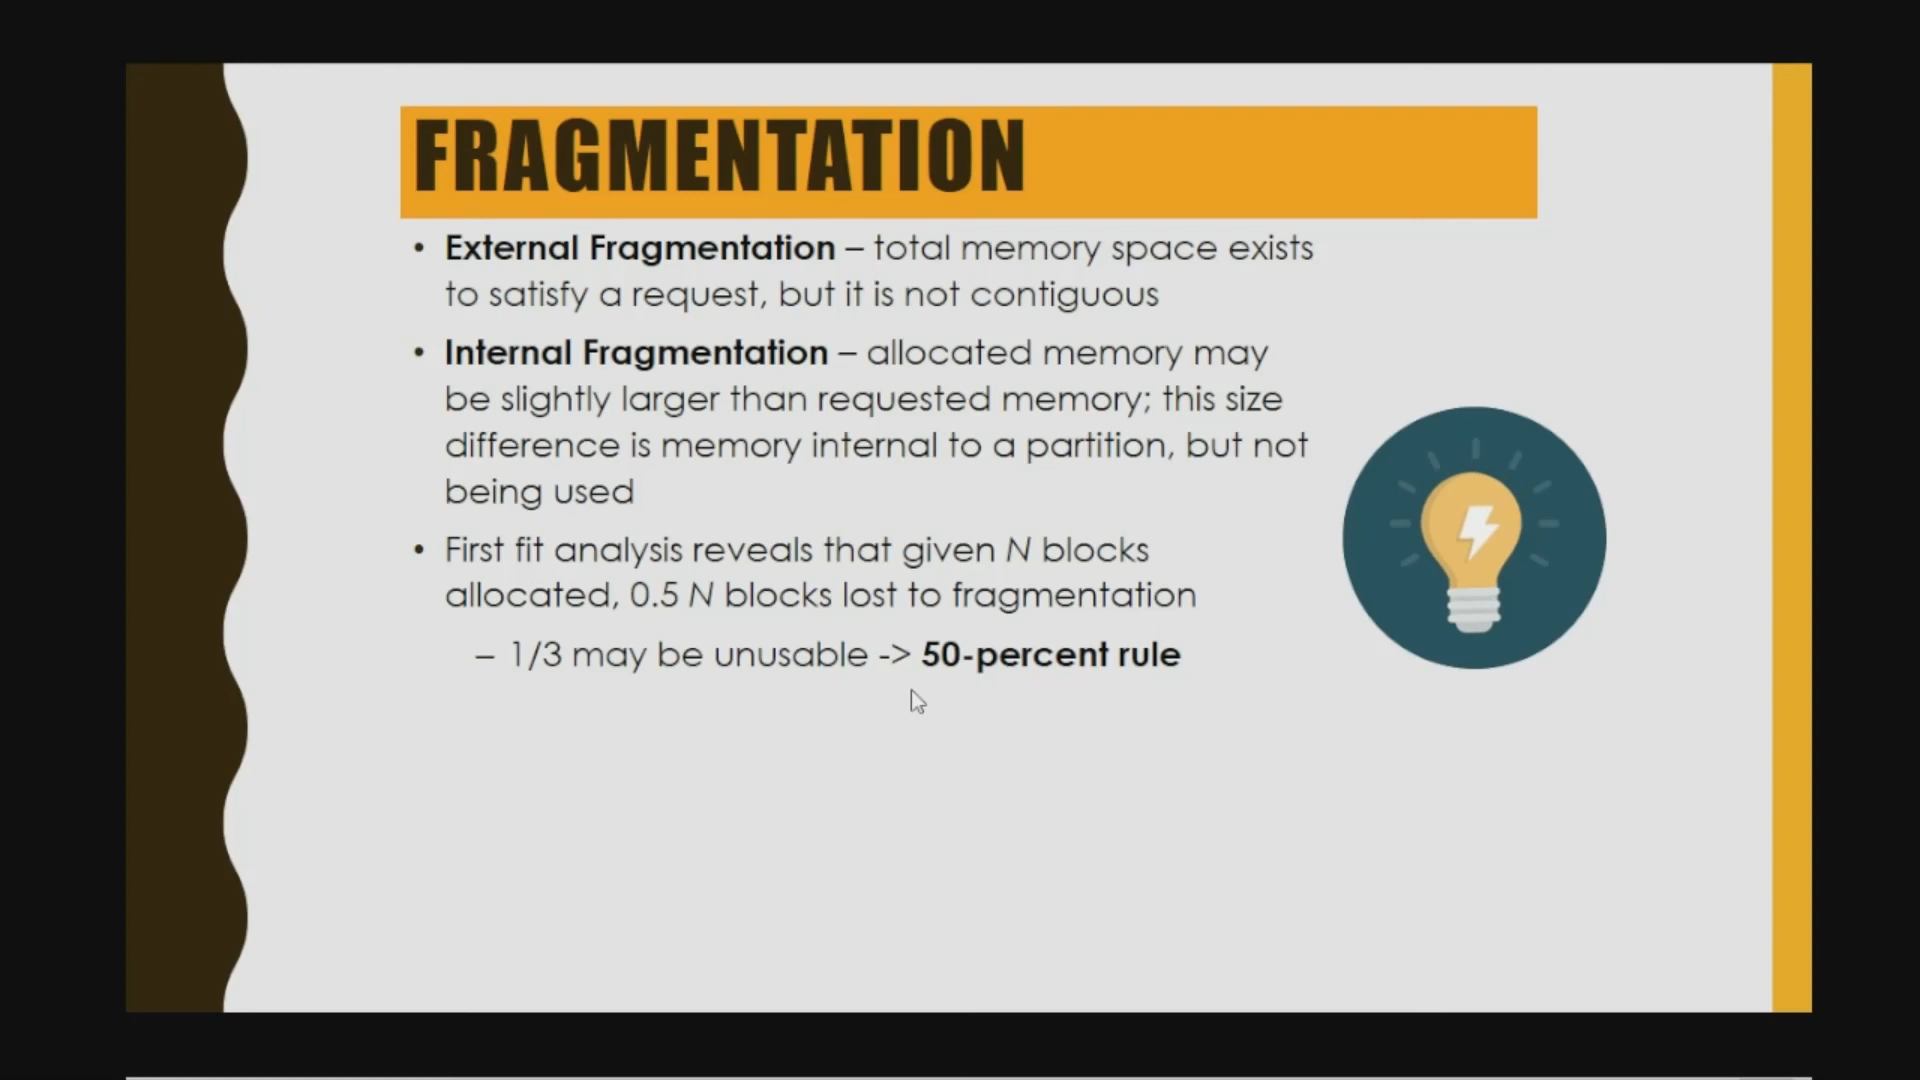 FRAGMENTATION
• External Fragmentation – total memory space exists
to satisfy a request, but it is not contiguous
• Internal Fragmentation – allocated memory may
be slightly larger than requested memory; this size
difference is memory internal to a partition, but not
being used
• First fit analysis reveals that given N blocks
allocated, 0.5 N blocks lost to fragmentation
– 1/3 may be unusable -> 50-percent rule